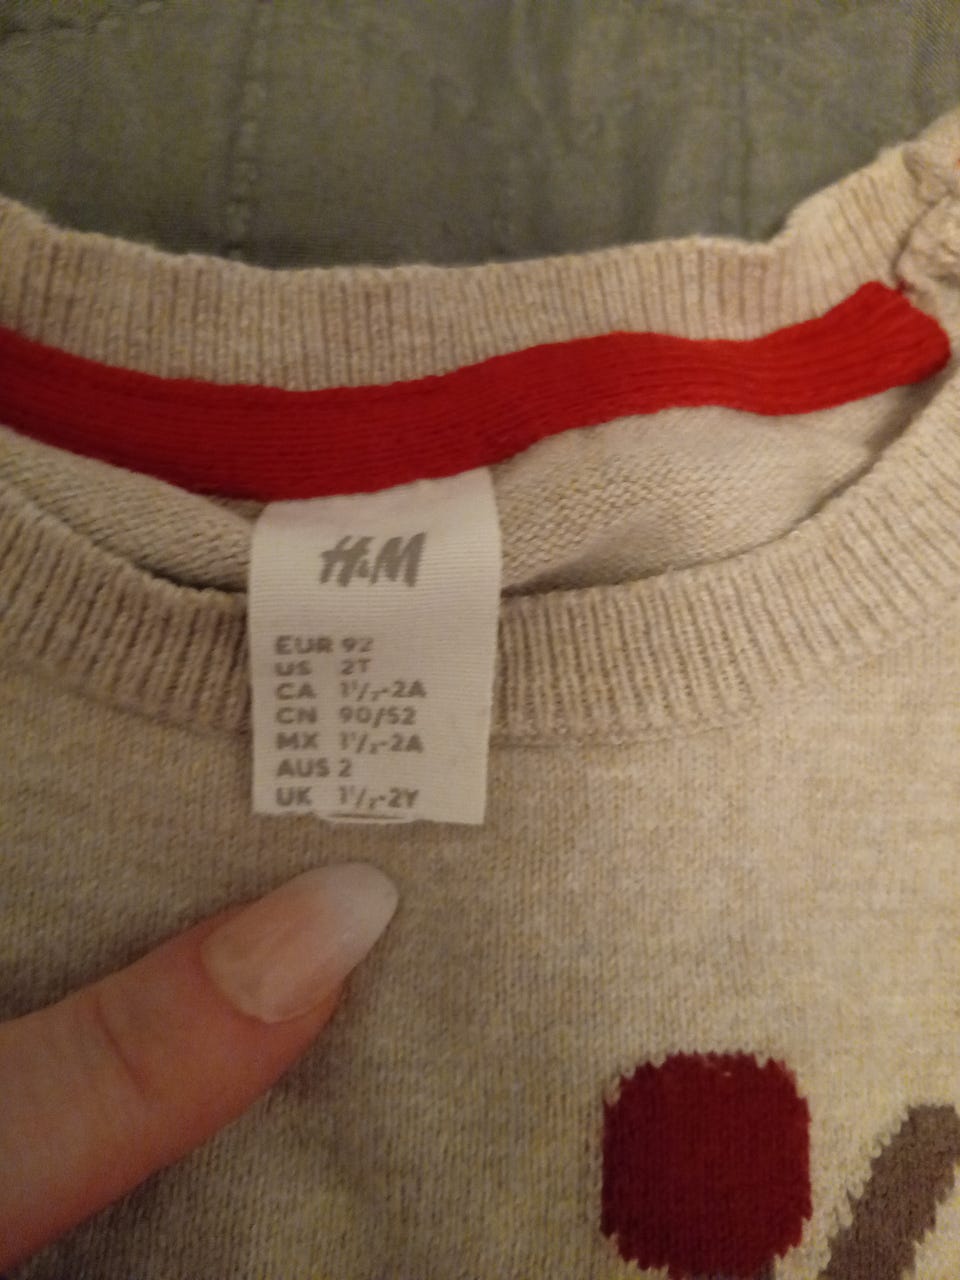 H&M
EUR 92
US 2T
CA 1½-2A
CN 90/52
MX 1½-2A
AUS 2
UK 1½-2Y